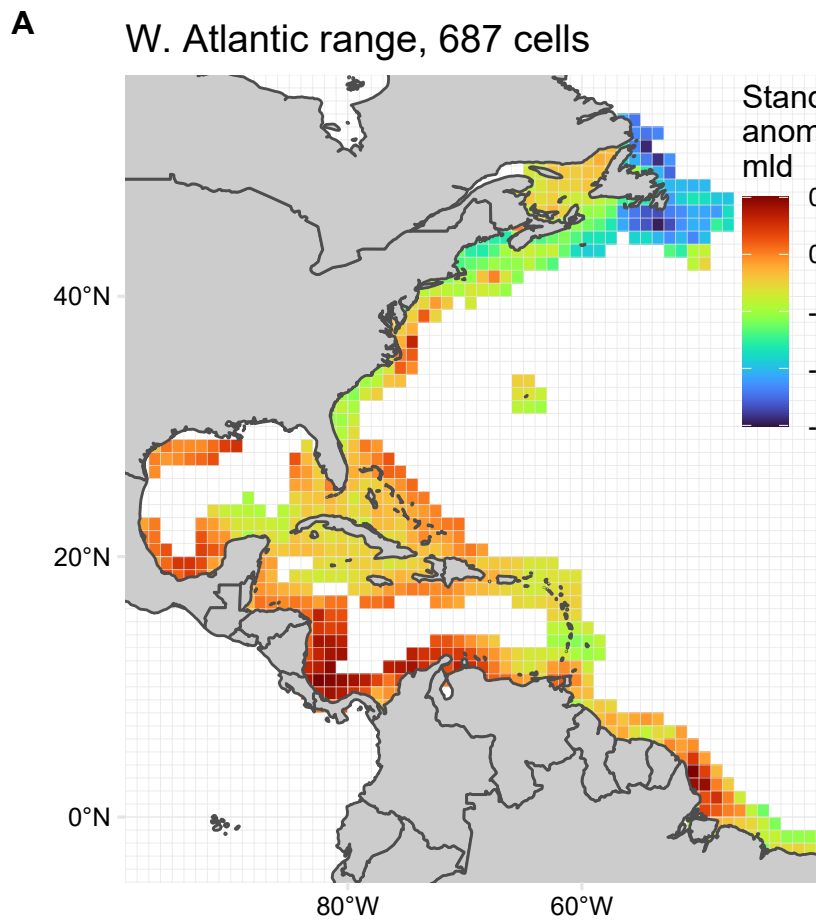 A
W. Atlantic range, 687 cells
Stand
anom
mld
0
0
-
-
-
40°N
20°N
0°N
80°W
60°W